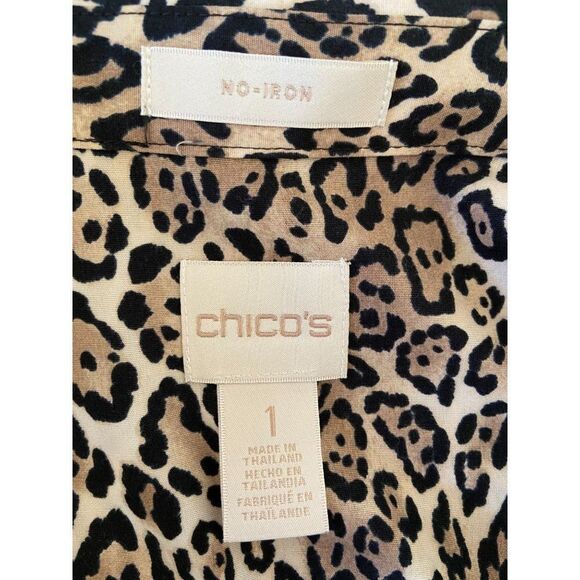 NO-IRON
chico's
1
MADE IN
THAILAND
HECHO EN
TAILANDIA
FABRIQUÉ EN
THAÏLANDE